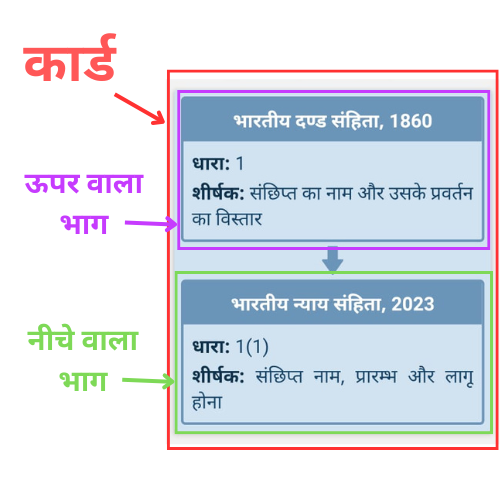 कार्ड
भारतीय दण्ड संहिता, 1860
धारा: 1
शीर्षक: संछिप्त का नाम और उसके प्रवर्तन
का विस्तार
ऊपर वाला
भाग
भारतीय न्याय संहिता, 2023
धारा: 1(1)
शीर्षक: संछिप्त नाम, प्रारम्भ और लागू
होना
नीचे वाला
भाग